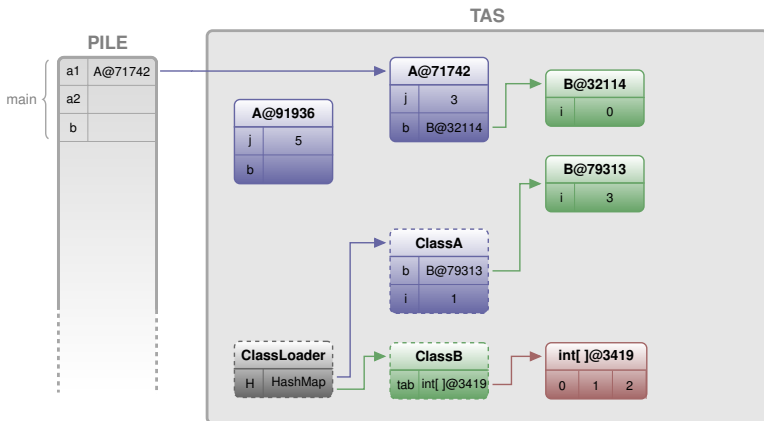 TAS
PILE
main
a1 A@71742
a2
b
A@71742
j 3
b B@32114
B@32114
i 0
A@91936
j 5
b
B@79313
i 3
ClassA
b B@79313
i 1
ClassLoader
H HashMap
ClassB
tab int[ ]@3419
int[ ]@3419
0 1 2